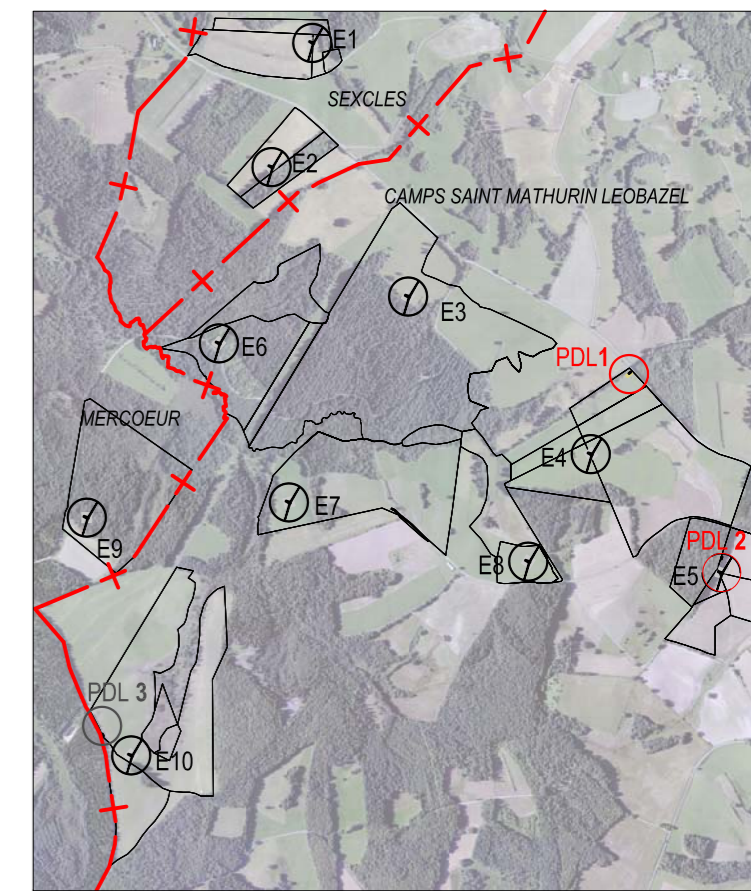 E1
SEXCLES
E2
CAMPS SAINT MATHURIN LEOBAZEL
E3
E6
PDL1
MERCOEUR
E4
E7
E9
PDL 2
E8
E5
PDL 3
E10